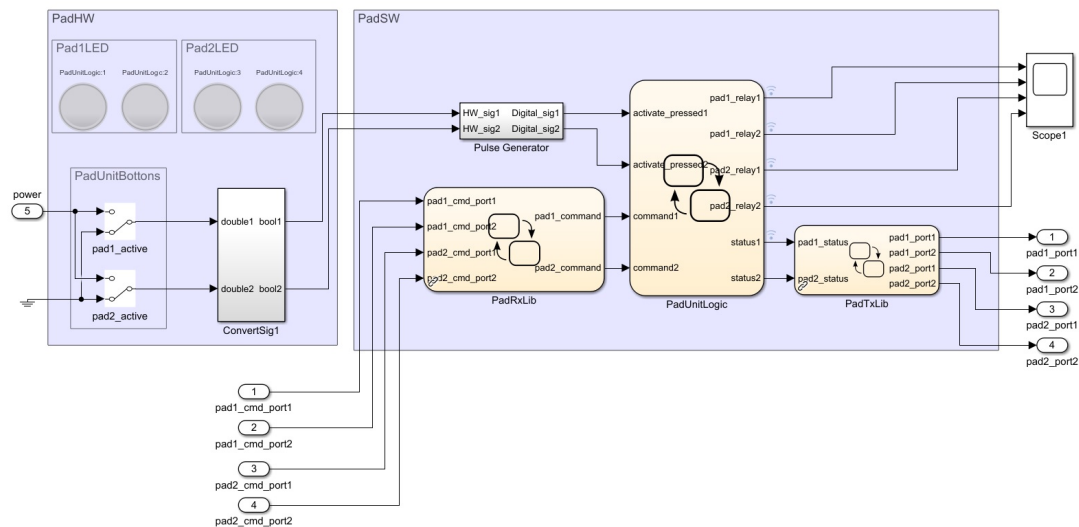 PadHW
Pad1LED
PadUnitLogic:1
PadUnitLogc:2
Pad2LED
PadUnitLogic:3
PadUnitLogic:4
PadUnitBottons
power
5
pad1_active
pad2_active
double1 bool1
double2 bool2
ConvertSig1
PadSW
HW_sig1 Digital_sig1
HW_sig2 Digital_sig2
Pulse Generator
pad1_cmd_port1
pad1_cmd_port2
pad2_cmd_port1
pad2_cmd_port2
pad1_command
pad2_command
PadRxLib
activate_pressed1
activate_pressed2
command1
command2
pad1_relay1
pad1_relay2
pad2_relay1
pad2_relay2
status1
status2
PadUnitLogic
pad1_status
pad2_status
pad1_port1
pad1_port2
pad2_port1
pad2_port2
PadTxLib
Scope1
1
pad1_port1
2
pad1_port2
3
pad2_port1
4
pad2_port2
1
pad1_cmd_port1
2
pad1_cmd_port2
3
pad2_cmd_port1
4
pad2_cmd_port2